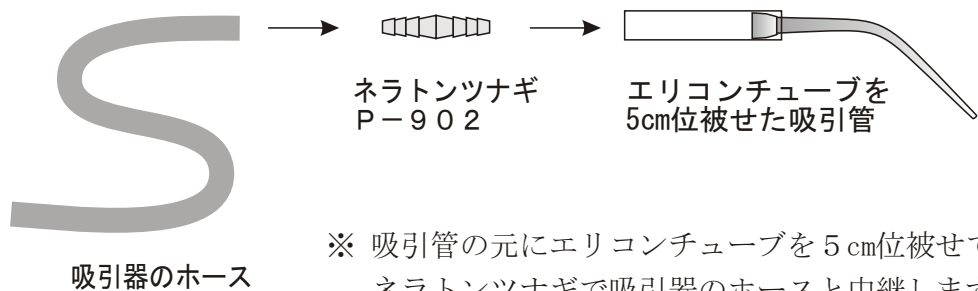 ネラトンツナギ
P－９０２
エリコンチューブを
5cm位被せた吸引管
吸引器のホース
※ 吸引管の元にエリコンチューブを５cm位被せて
ネラトンツナギで吸引器のホースと中継します